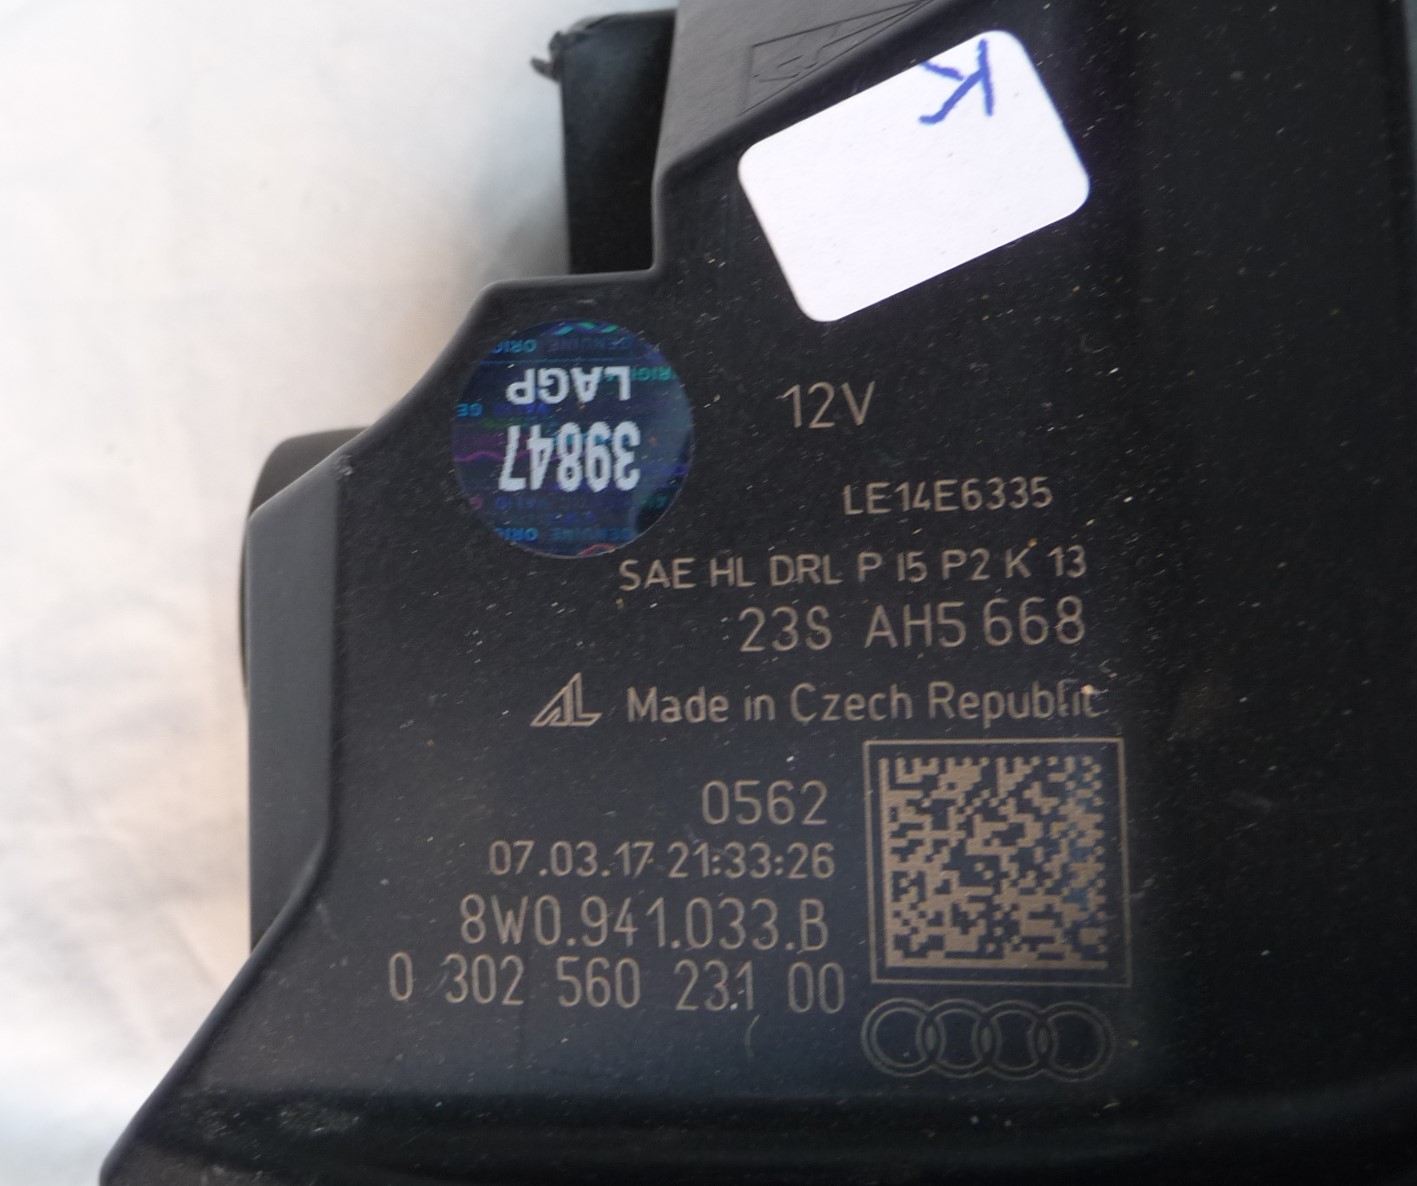 K
LAGP
39847
12V
LE14E6335
SAE HL DRL P I5 P2 K 13
23S AH5 668
AL Made in Czech Republic
0562
07.03.17 21:33:26
8W0.941.033.B
0 302 560 231 00